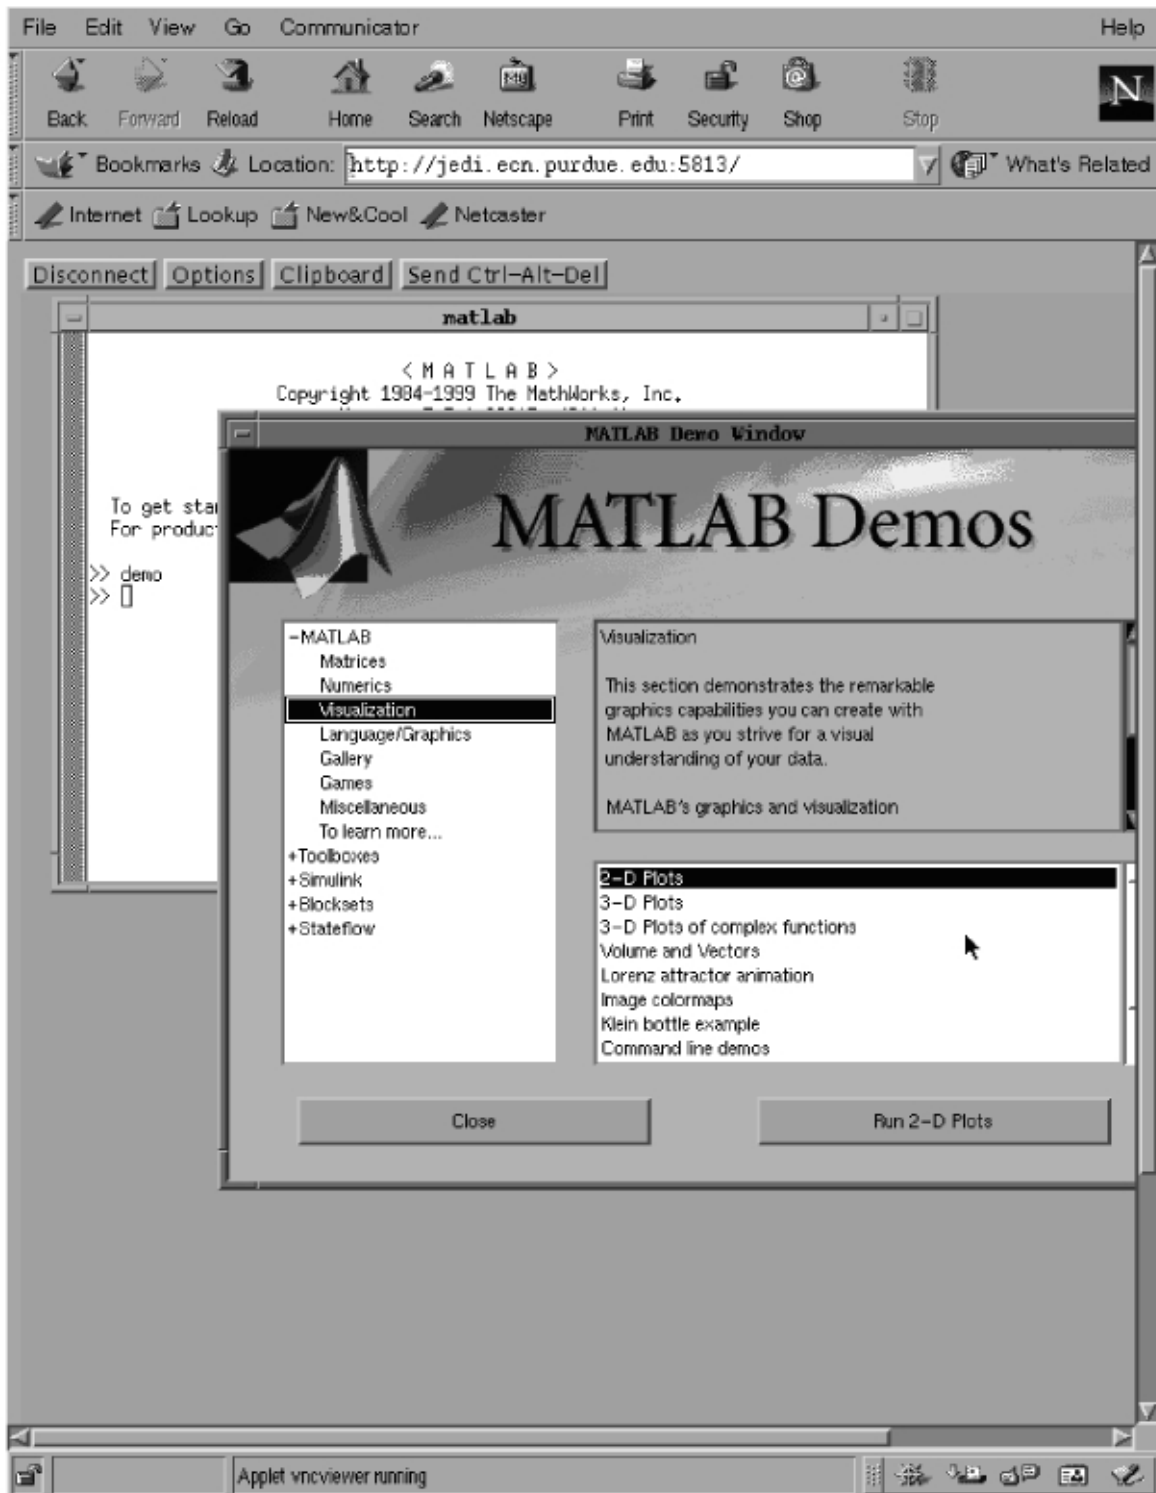 File Edit View Go Communicator Help
Back Forward Reload Home Search Netscape Print Security Shop Stop
N
Bookmarks Location: http://jedi.ecn.purdue.edu:5813/ What's Related
Internet Lookup New&Cool Netcaster
Disconnect Options Clipboard Send Ctrl-Alt-Del
matlab
< M A T L A B >
Copyright 1984-1999 The MathWorks, Inc.
To get
For
>> demo
>>
MATLAB Demo Window
MATLAB Demos
-MATLAB
Matrices
Numerics
Visualization
Language/Graphics
Gallery
Games
Miscellaneous
To learn more...
+Toolboxes
+Simulink
+Blocksets
+Stateflow
Visualization
This section demonstrates the remarkable
graphics capabilities you can create with
MATLAB as you strive for a visual
understanding of your data.
MATLAB's graphics and visualization
2-D Plots
3-D Plots
3-D Plots of complex functions
Volume and Vectors
Lorenz attractor animation
Image colormaps
Klein bottle example
Command line demos
Close
Run 2-D Plots
Applet vncviewer running